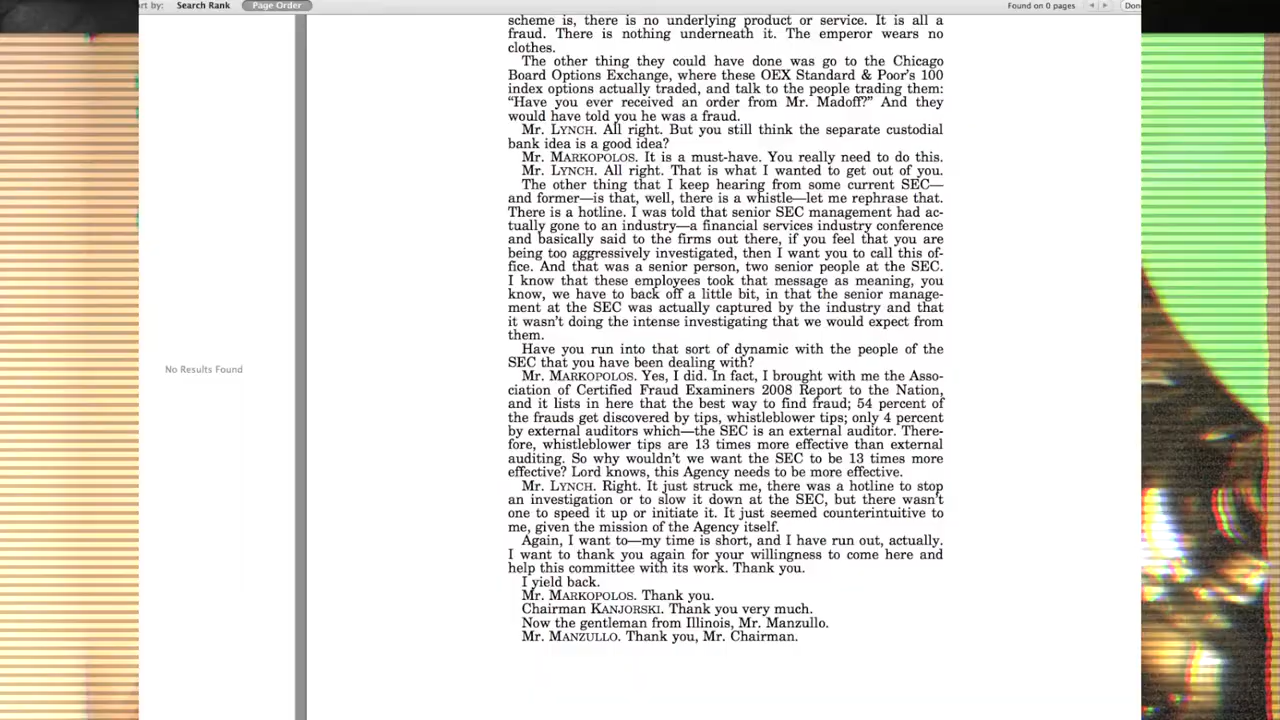 rt by:
Search Rank
Page Order
Found on 0 pages
Don
scheme is, there is no underlying product or service. It is all a
fraud. There is nothing underneath it. The emperor wears no
clothes.
The other thing they could have done was go to the Chicago
Board Options Exchange, where these OEX Standard & Poor's 100
index options actually traded, and talk to the people trading them:
“Have you ever received an order from Mr. Madoff?” And they
would have told you he was a fraud.
Mr. LYNCH. All right. But you still think the separate custodial
bank idea is a good idea?
Mr. MARKOPOLOS. It is a must-have. You really need to do this.
Mr. LYNCH. All right. That is what I wanted to get out of you.
The other thing that I keep hearing from some current SEC—
and former—is that, well, there is a whistle—let me rephrase that.
There is a hotline. I was told that senior SEC management had ac-
tually gone to an industry—a financial services industry conference
and basically said to the firms out there, if you feel that you are
being too aggressively investigated, then I want you to call this of-
fice. And that was a senior person, two senior people at the SEC.
I know that these employees took that message as meaning, you
know, we have to back off a little bit, in that the senior manage-
ment at the SEC was actually captured by the industry and that
it wasn't doing the intense investigating that we would expect from
them.
Have you run into that sort of dynamic with the people of the
SEC that you have been dealing with?
Mr. MARKOPOLOS. Yes, I did. In fact, I brought with me the Asso-
ciation of Certified Fraud Examiners 2008 Report to the Nation,
and it lists in here that the best way to find fraud; 54 percent of
the frauds get discovered by tips, whistleblower tips; only 4 percent
by external auditors which—the SEC is an external auditor. There-
fore, whistleblower tips are 13 times more effective than external
auditing. So why wouldn't we want the SEC to be 13 times more
effective? Lord knows, this Agency needs to be more effective.
Mr. LYNCH. Right. It just struck me, there was a hotline to stop
an investigation or to slow it down at the SEC, but there wasn't
one to speed it up or initiate it. It just seemed counterintuitive to
me, given the mission of the Agency itself.
Again, I want to—my time is short, and I have run out, actually.
I want to thank you again for your willingness to come here and
help this committee with its work. Thank you.
I yield back.
Mr. MARKOPOLOS. Thank you.
Chairman KANJORSKI. Thank you very much.
Now the gentleman from Illinois, Mr. Manzullo.
Mr. MANZULLO. Thank you, Mr. Chairman.
No Results Found